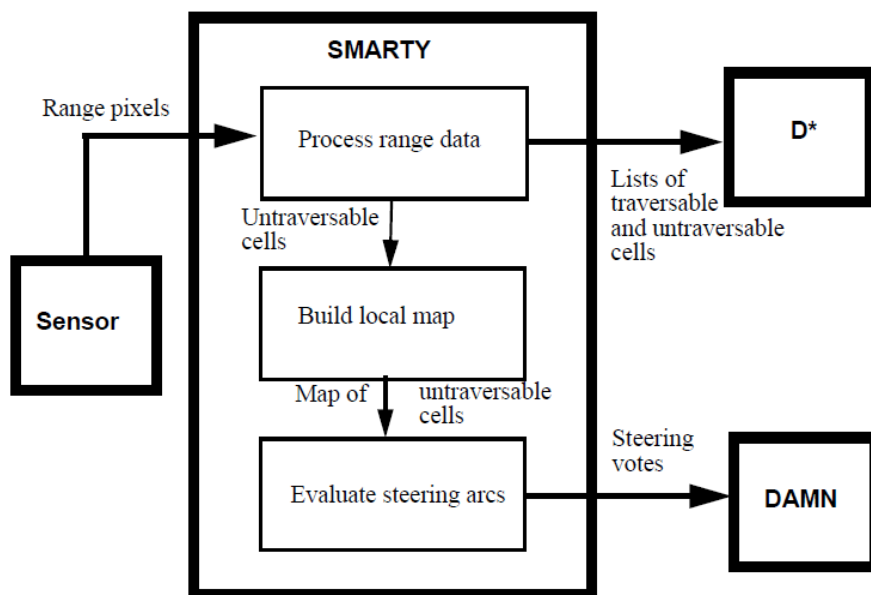 SMARTY
Range pixels
Process range data
D*
Lists of
traversable
and untraversable
cells
Untraversable
cells
Sensor
Build local map
Map of untraversable
cells
Steering
votes
Evaluate steering arcs
DAMN